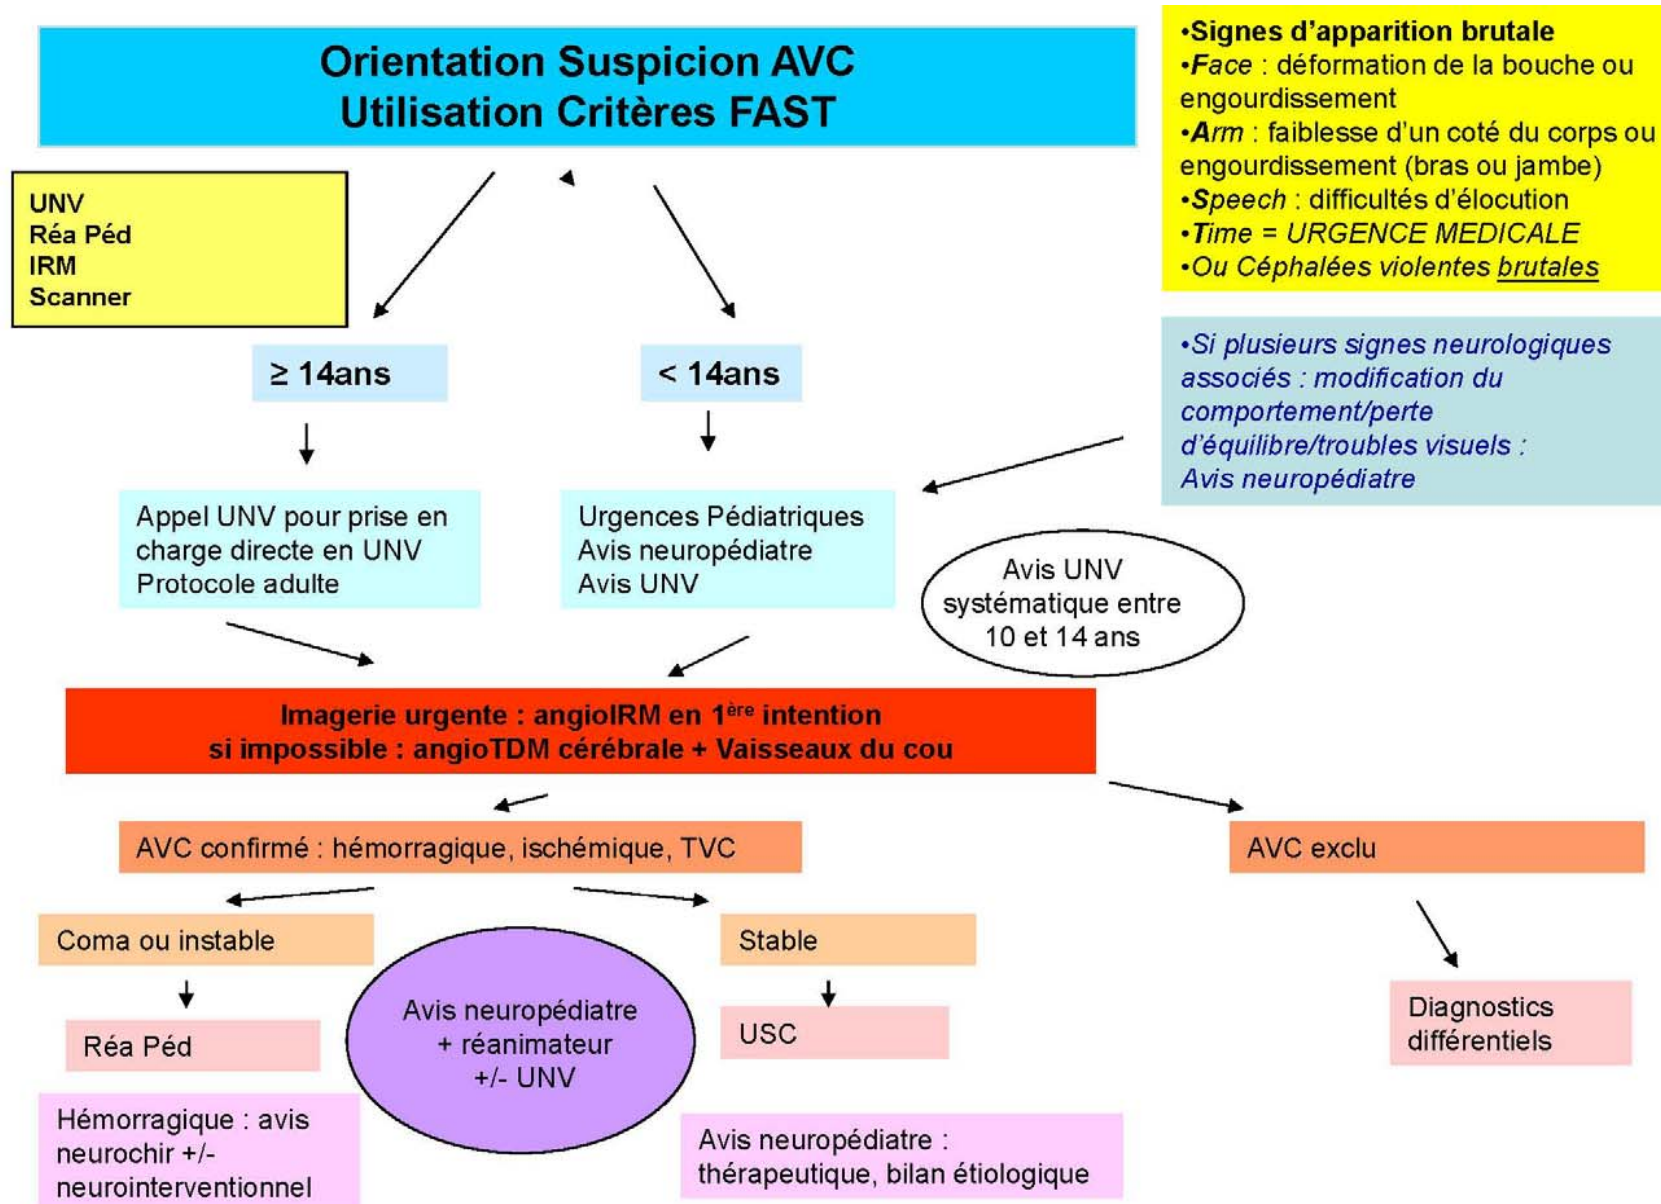 Orientation Suspicion AVC
Utilisation Critères FAST
•Signes d'apparition brutale
•Face : déformation de la bouche ou
engourdissement
•Arm : faiblesse d'un coté du corps ou
engourdissement (bras ou jambe)
•Speech : difficultés d'élocution
•Time = URGENCE MEDICALE
•Ou Céphalées violentes brutales
UNV
Réa Péd
IRM
Scanner
≥ 14ans
< 14ans
•Si plusieurs signes neurologiques
associés : modification du
comportement/perte
d'équilibre/troubles visuels :
Avis neuropédiatre
Appel UNV pour prise en
charge directe en UNV
Protocole adulte
Urgences Pédiatriques
Avis neuropédiatre
Avis UNV
Avis UNV
systématique entre
10 et 14 ans
Imagerie urgente : angioIRM en 1ère intention
si impossible : angioTDM cérébrale + Vaisseaux du cou
AVC confirmé : hémorragique, ischémique, TVC
AVC exclu
Coma ou instable
Stable
Avis neuropédiatre
+ réanimateur
+/- UNV
Réa Péd
USC
Diagnostics
différentiels
Hémorragique : avis
neurochir +/-
neurointerventionnel
Avis neuropédiatre :
thérapeutique, bilan étiologique